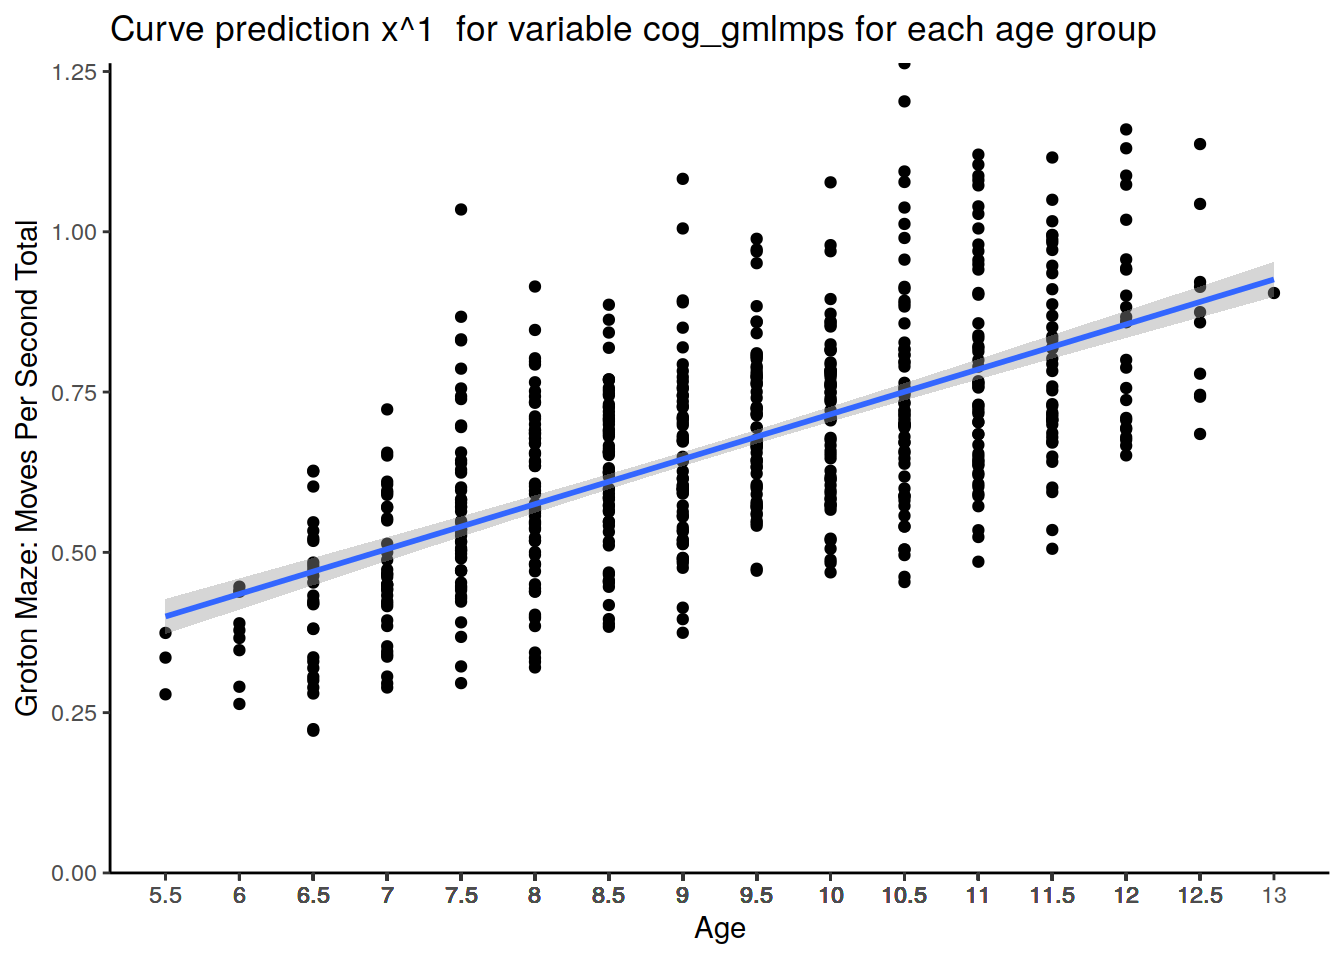 Curve prediction x^1  for variable cog_gmlmps for each age group
1.25
1.00
0.75
0.50
0.25
0.00
Groton Maze: Moves Per Second Total
5.5 6 6.5 7 7.5 8 8.5 9 9.5 10 10.5 11 11.5 12 12.5 13
Age